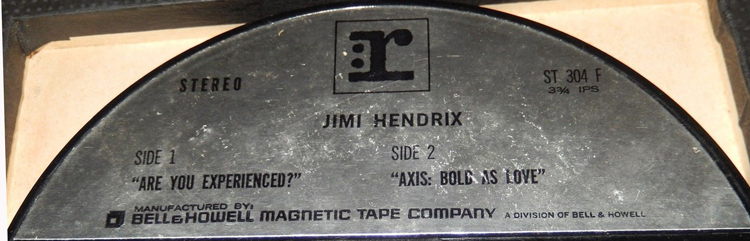 r
STEREO
ST 304 F
3¾ IPS
JIMI HENDRIX
SIDE 1
SIDE 2
"ARE YOU EXPERIENCED?"
"AXIS: BOLD AS LOVE"
MANUFACTURED BY:
BELL & HOWELL MAGNETIC TAPE COMPANY A DIVISION OF BELL & HOWELL